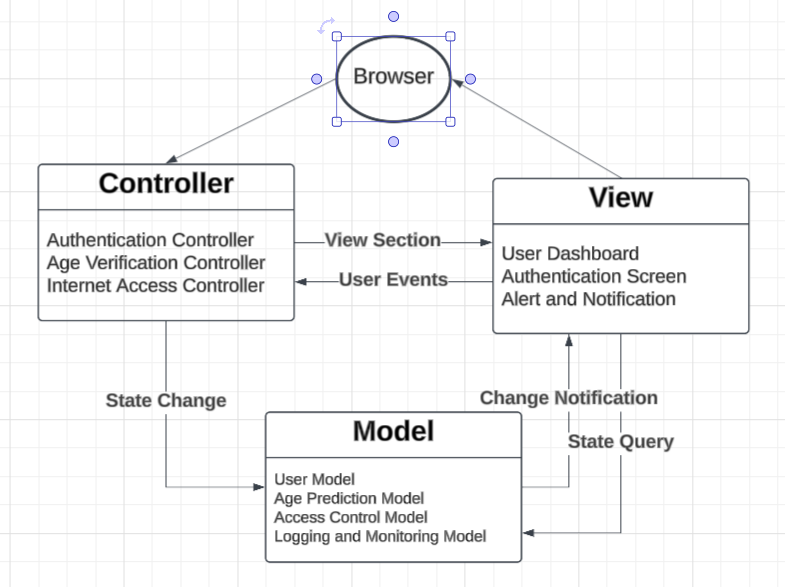 Browser
Controller
Authentication Controller
Age Verification Controller
Internet Access Controller
View Section
User Events
View
User Dashboard
Authentication Screen
Alert and Notification
State Change
Change Notification
State Query
Model
User Model
Age Prediction Model
Access Control Model
Logging and Monitoring Model